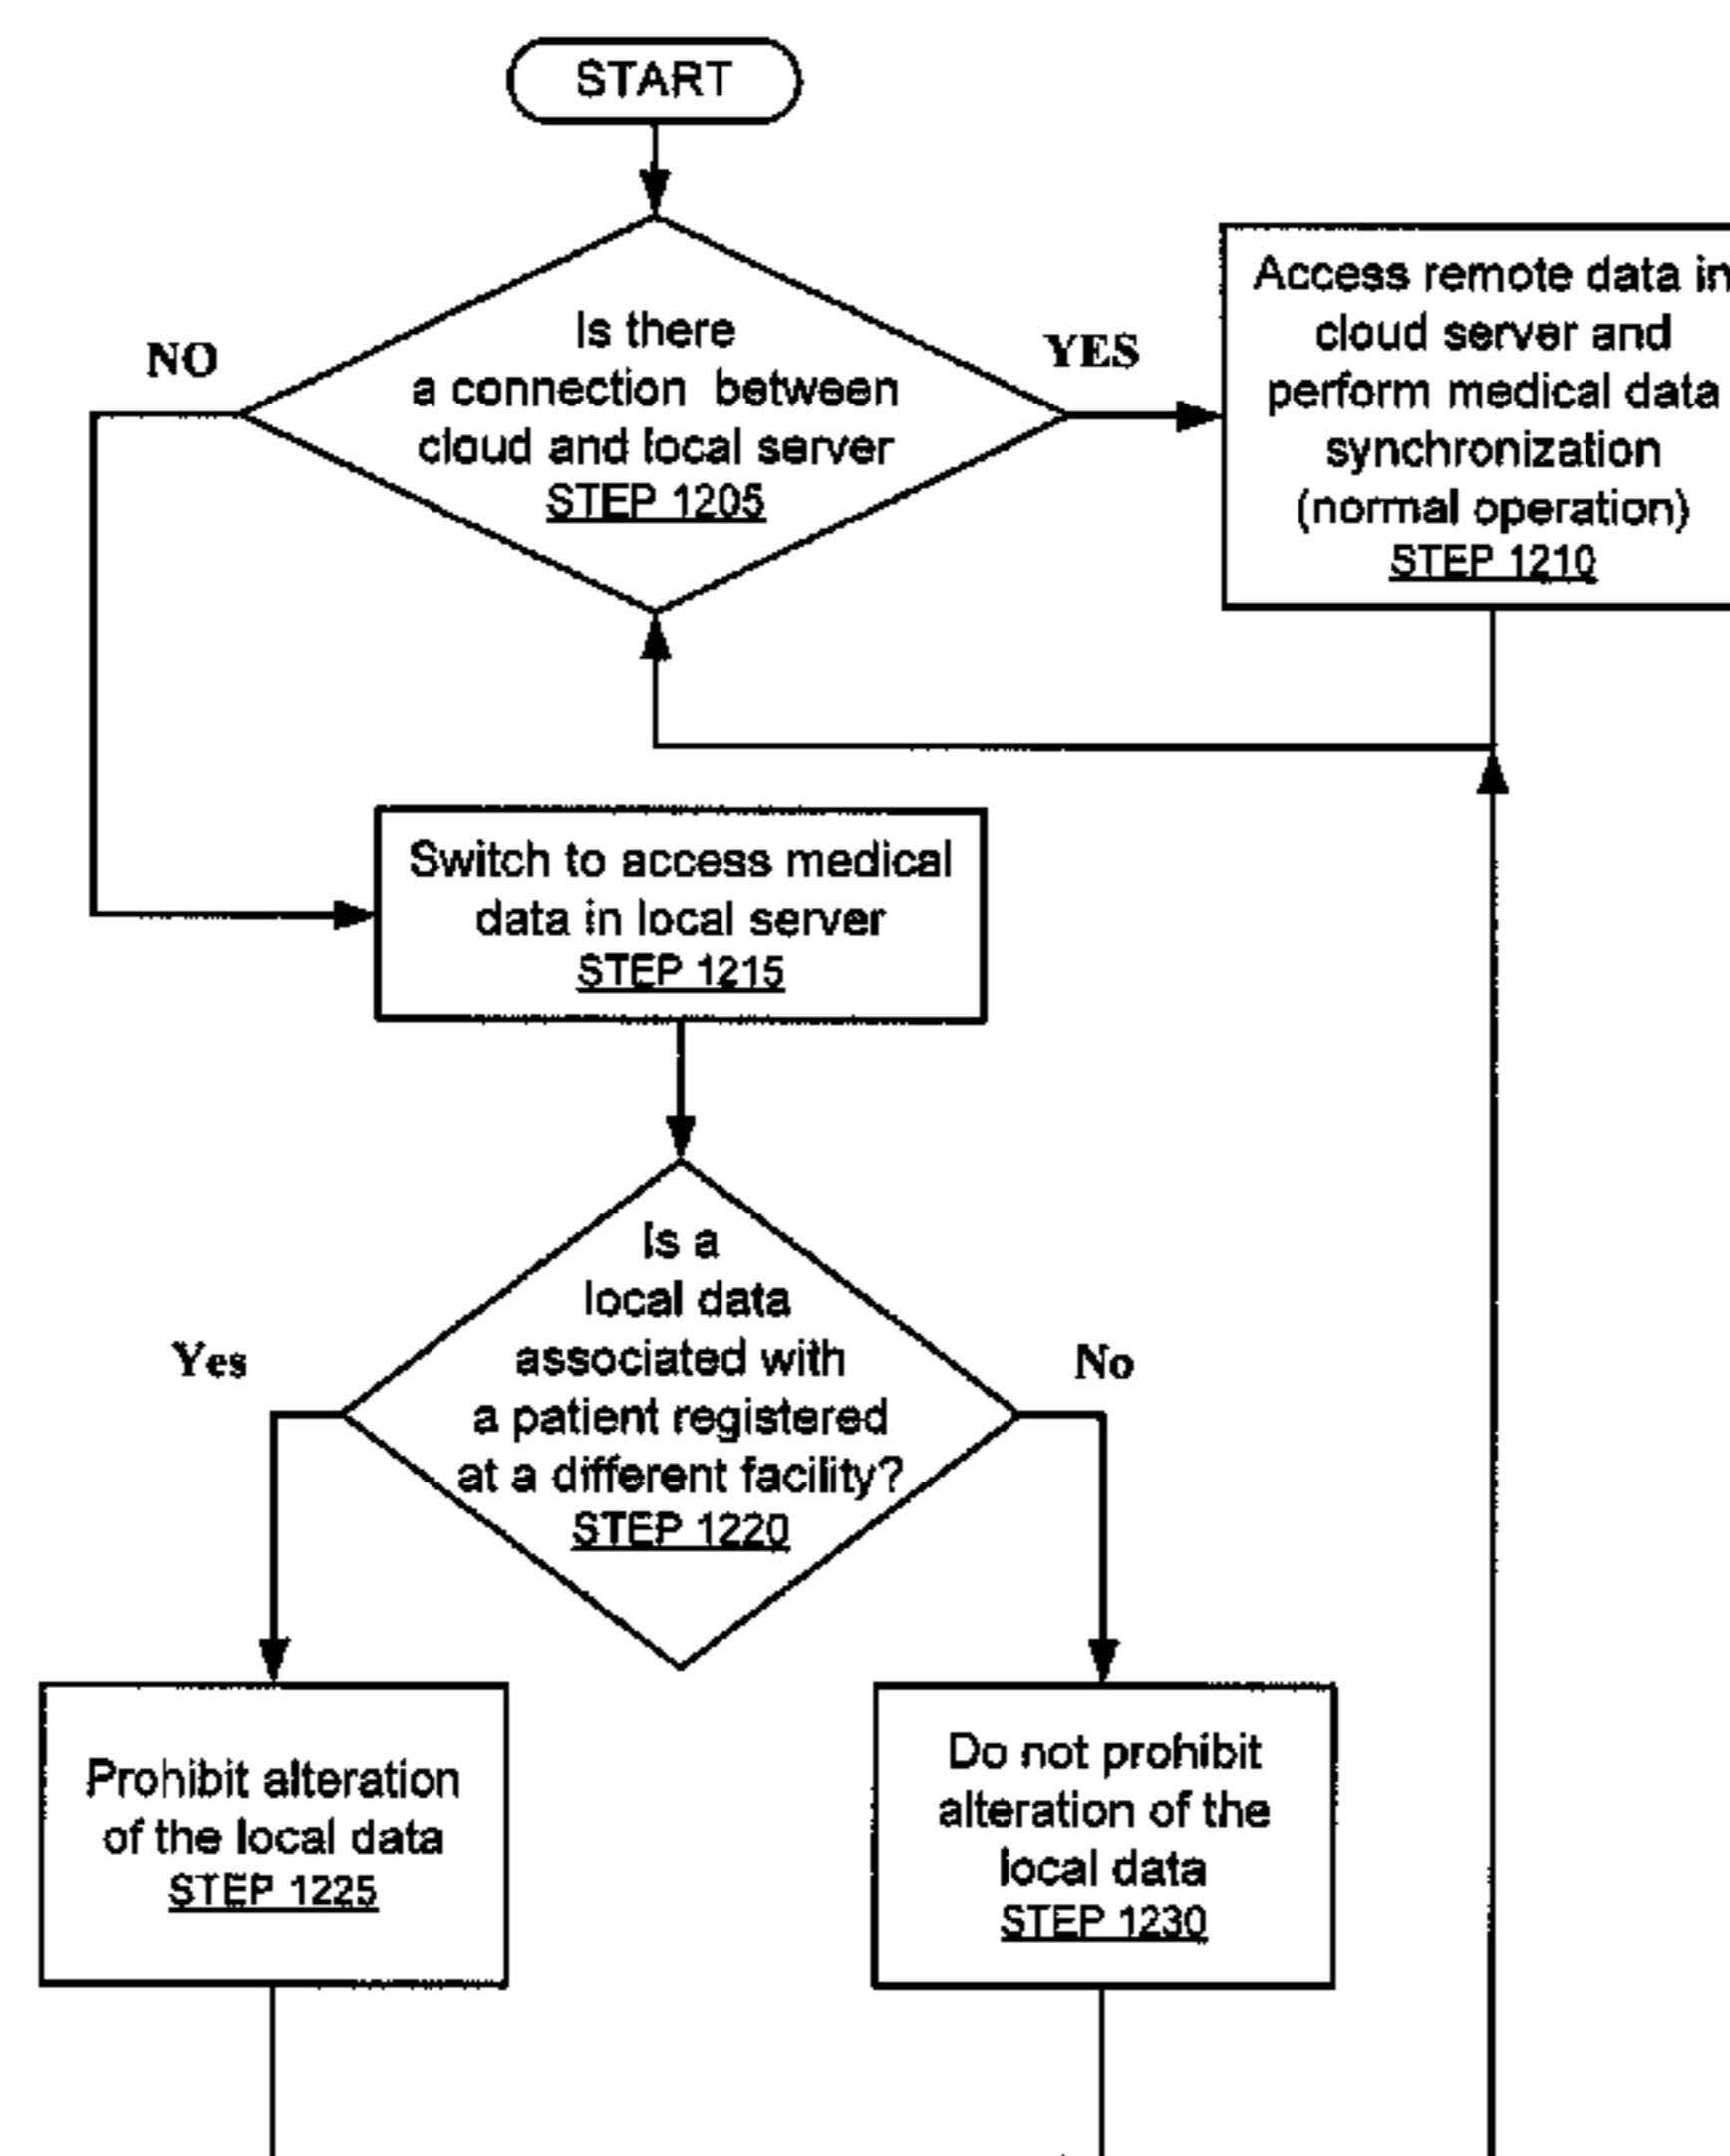 START
Is there
a connection between
cloud and local server
STEP 1205
NO
YES
Access remote data in
cloud server and
perform medical data
synchronization
(normal operation)
STEP 1210
Switch to access medical
data in local server
STEP 1215
Is a
local data
associated with
a patient registered
at a different facility?
STEP 1220
Yes
No
Prohibit alteration
of the local data
STEP 1225
Do not prohibit
alteration of the
local data
STEP 1230